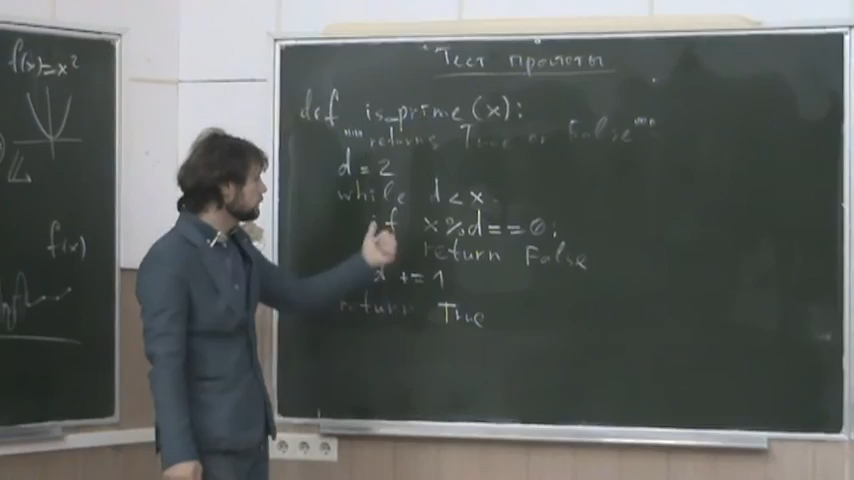 f(x)=x²
f(x)
Тест простоты
def is_prime(x):
""" returns True or False """
d = 2
while d < x:
if x % d == 0:
return False
x += 1
return True